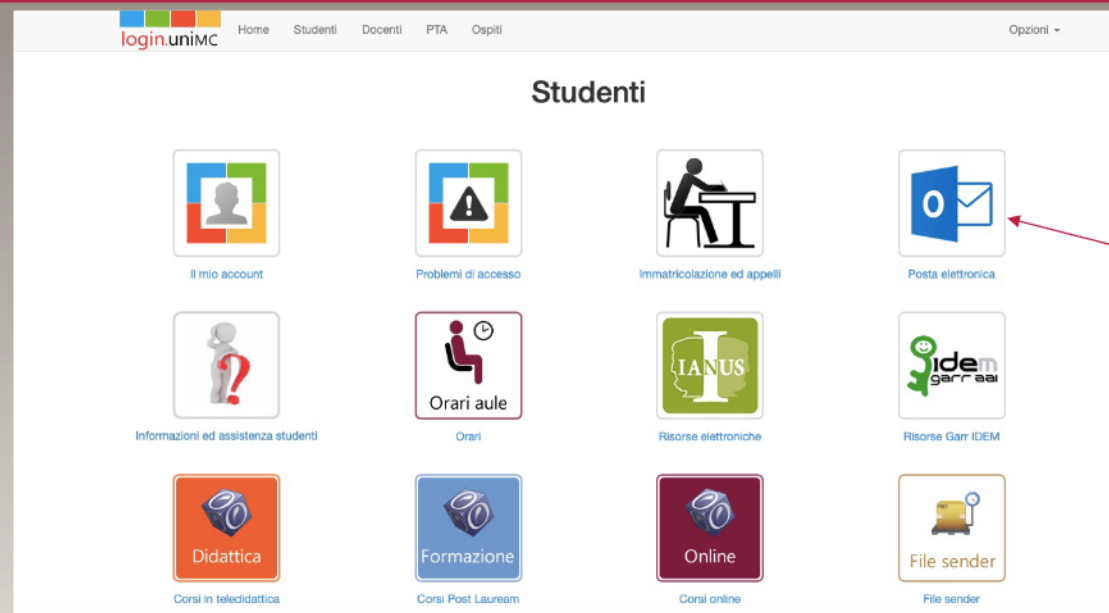 login.uniMC
Home Studenti Docenti PTA Ospiti Opzioni
Studenti
Il mio account
Problemi di accesso
Immatricolazione ed appelli
O
Posta elettronica
Informazioni ed assistenza studenti
Orari aule
Orari
IANUS
Risorse elettroniche
idem
garr aai
Risorse Garr IDEM
Didattica
Corsi in teledidattica
Formazione
Corsi Post Lauream
Online
Corsi online
File sender
File sender